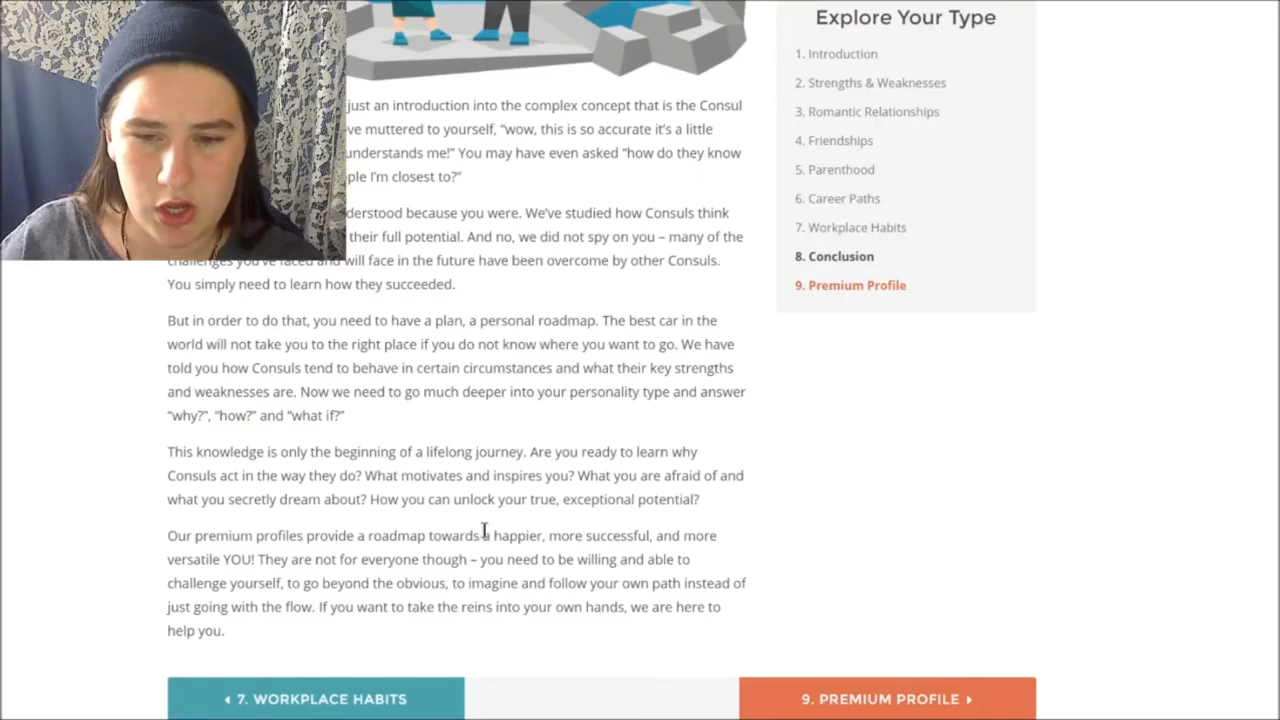 just an introduction into the complex concept that is the Consul
ve muttered to yourself, “wow, this is so accurate it’s a little
understands me!” You may have even asked “how do they know
ple I’m closest to?”
derstood because you were. We’ve studied how Consuls think
their full potential. And no, we did not spy on you – many of the
challenges you’ve faced and will face in the future have been overcome by other Consuls.
You simply need to learn how they succeeded.
But in order to do that, you need to have a plan, a personal roadmap. The best car in the
world will not take you to the right place if you do not know where you want to go. We have
told you how Consuls tend to behave in certain circumstances and what their key strengths
and weaknesses are. Now we need to go much deeper into your personality type and answer
“why?”, “how?” and “what if?”
This knowledge is only the beginning of a lifelong journey. Are you ready to learn why
Consuls act in the way they do? What motivates and inspires you? What you are afraid of and
what you secretly dream about? How you can unlock your true, exceptional potential?
Our premium profiles provide a roadmap towards a happier, more successful, and more
versatile YOU! They are not for everyone though – you need to be willing and able to
challenge yourself, to go beyond the obvious, to imagine and follow your own path instead of
just going with the flow. If you want to take the reins into your own hands, we are here to
help you.
7. WORKPLACE HABITS
9. PREMIUM PROFILE
Explore Your Type
1. Introduction
2. Strengths & Weaknesses
3. Romantic Relationships
4. Friendships
5. Parenthood
6. Career Paths
7. Workplace Habits
8. Conclusion
9. Premium Profile